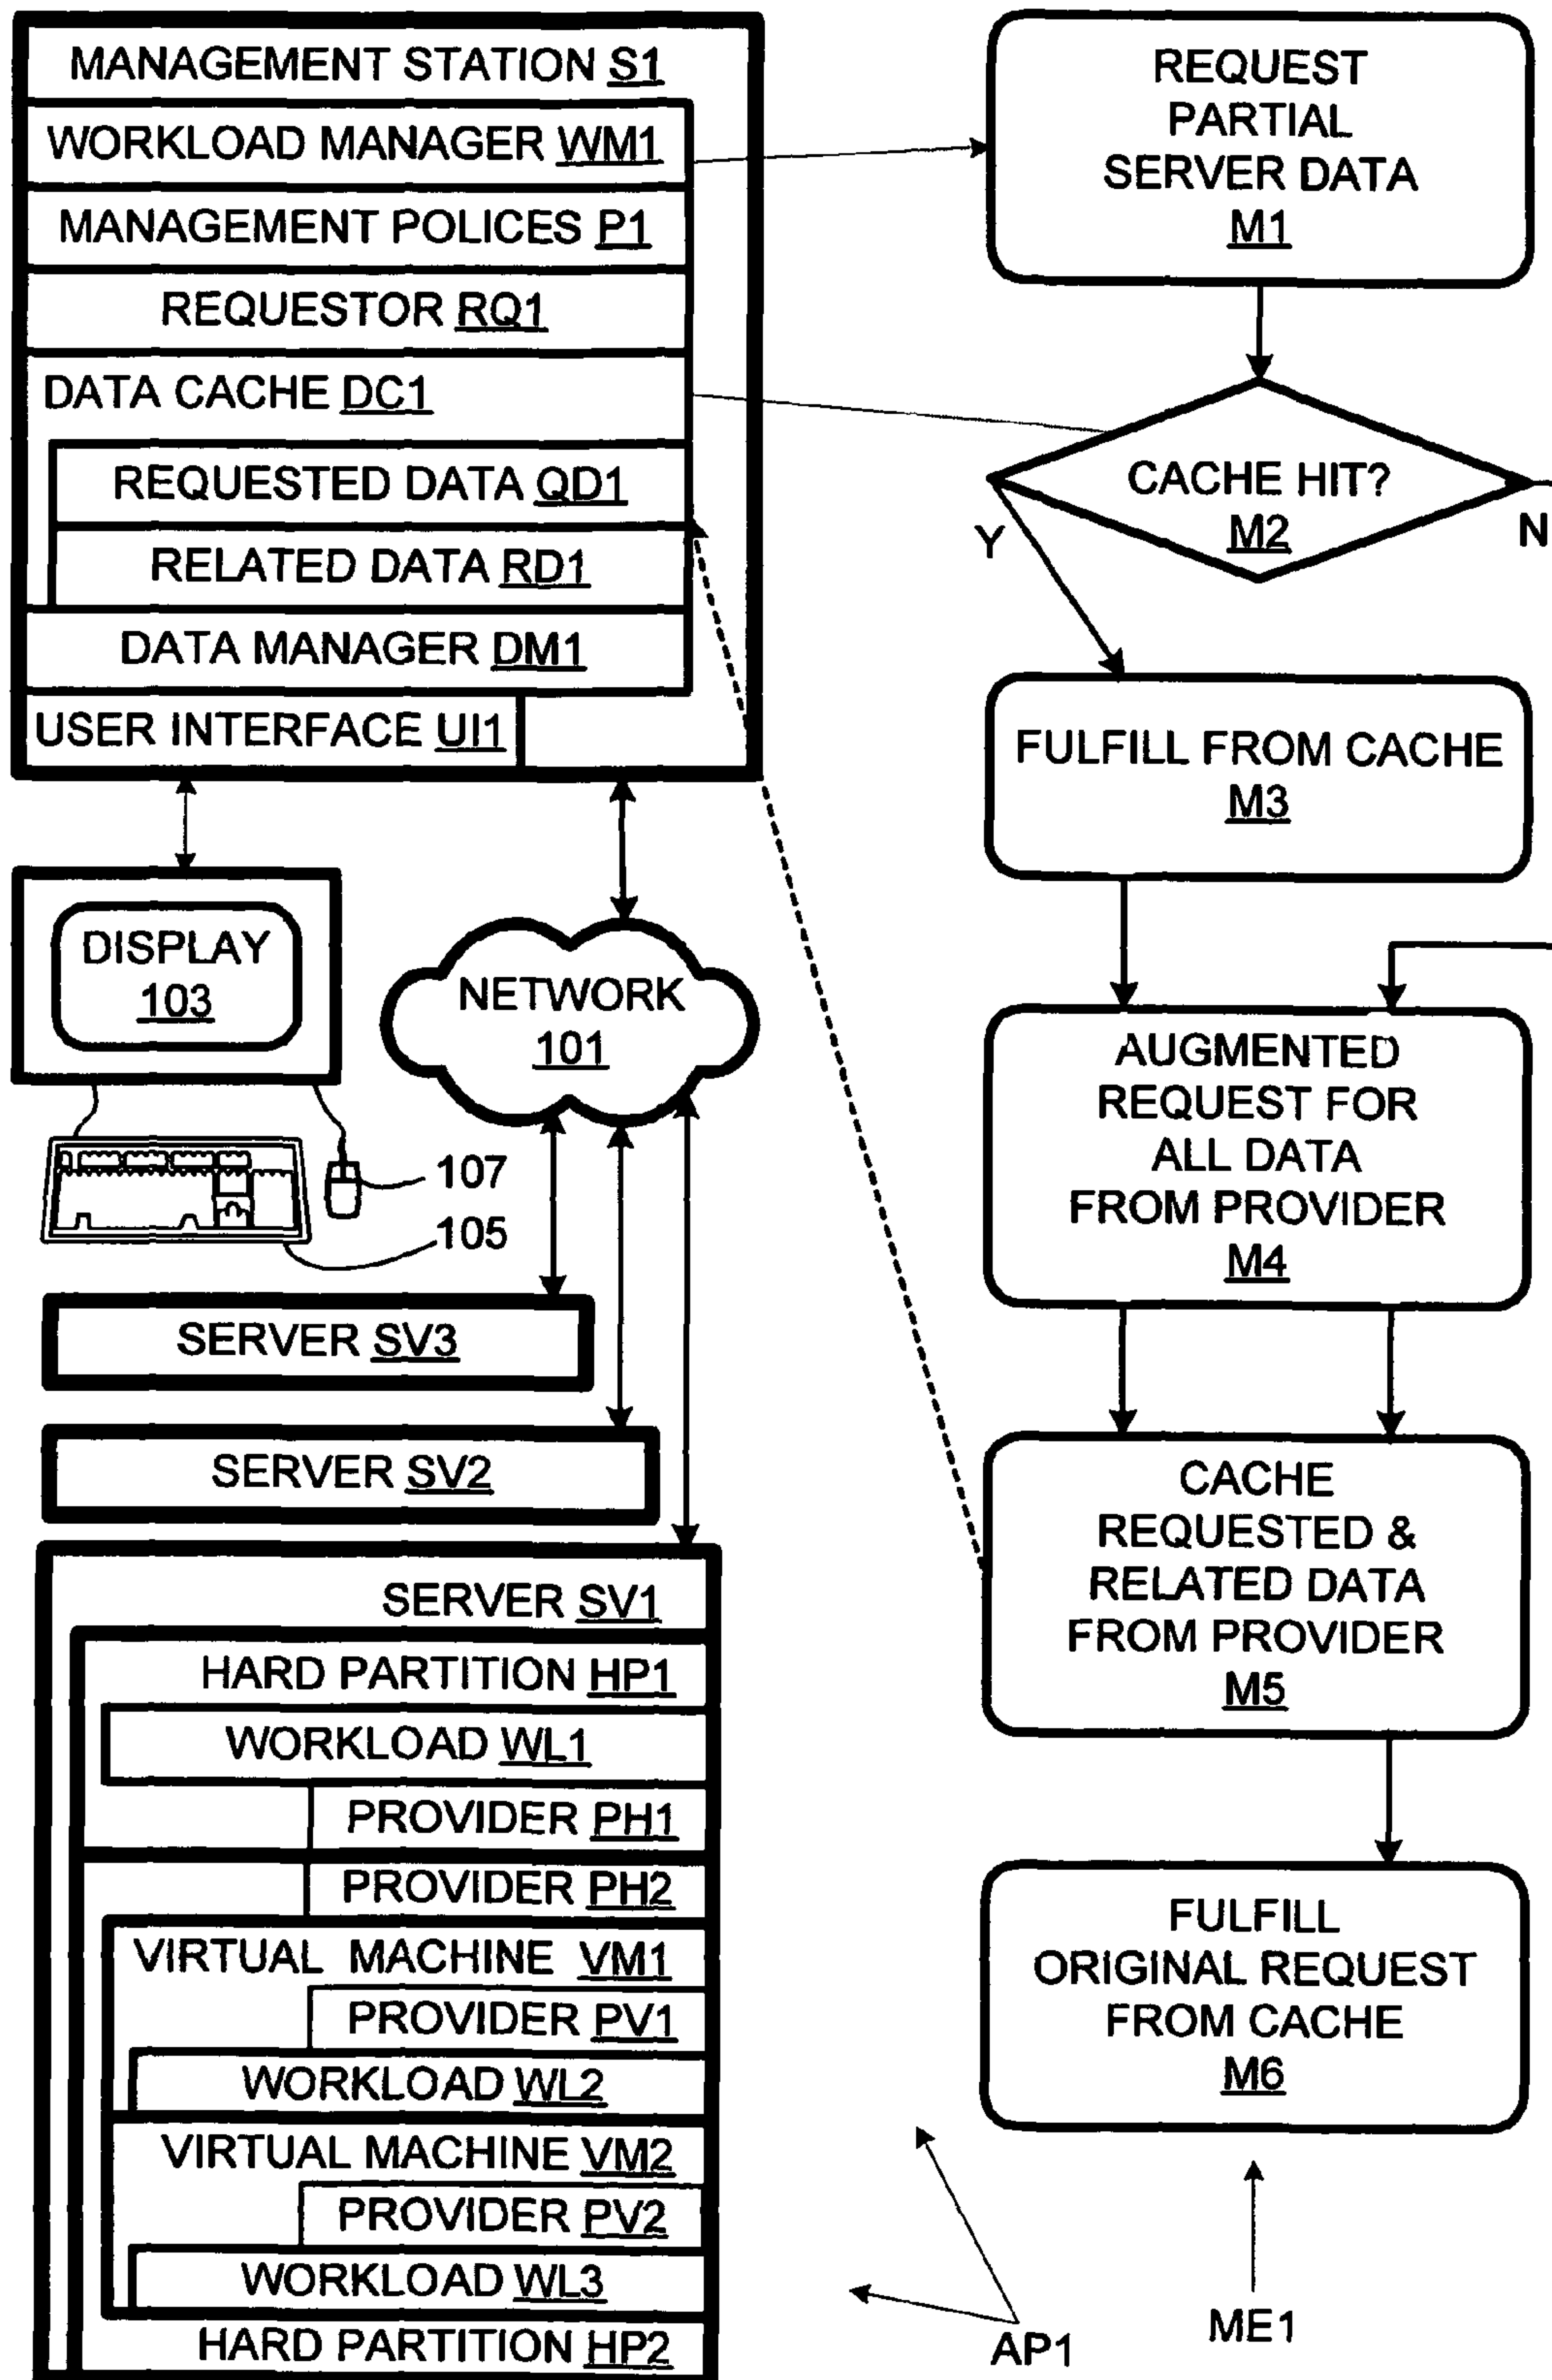 MANAGEMENT STATION S1
WORKLOAD MANAGER WM1
MANAGEMENT POLICES P1
REQUESTOR RQ1
DATA CACHE DC1
REQUESTED DATA QD1
RELATED DATA RD1
DATA MANAGER DM1
USER INTERFACE UI1
DISPLAY
103
NETWORK
101
107
105
SERVER SV3
SERVER SV2
SERVER SV1
HARD PARTITION HP1
WORKLOAD WL1
PROVIDER PH1
PROVIDER PH2
VIRTUAL MACHINE VM1
PROVIDER PV1
WORKLOAD WL2
VIRTUAL MACHINE VM2
PROVIDER PV2
WORKLOAD WL3
HARD PARTITION HP2
REQUEST
PARTIAL
SERVER DATA
M1
CACHE HIT?
M2
Y
N
FULFILL FROM CACHE
M3
AUGMENTED
REQUEST FOR
ALL DATA
FROM PROVIDER
M4
CACHE
REQUESTED &
RELATED DATA
FROM PROVIDER
M5
FULFILL
ORIGINAL REQUEST
FROM CACHE
M6
AP1
ME1